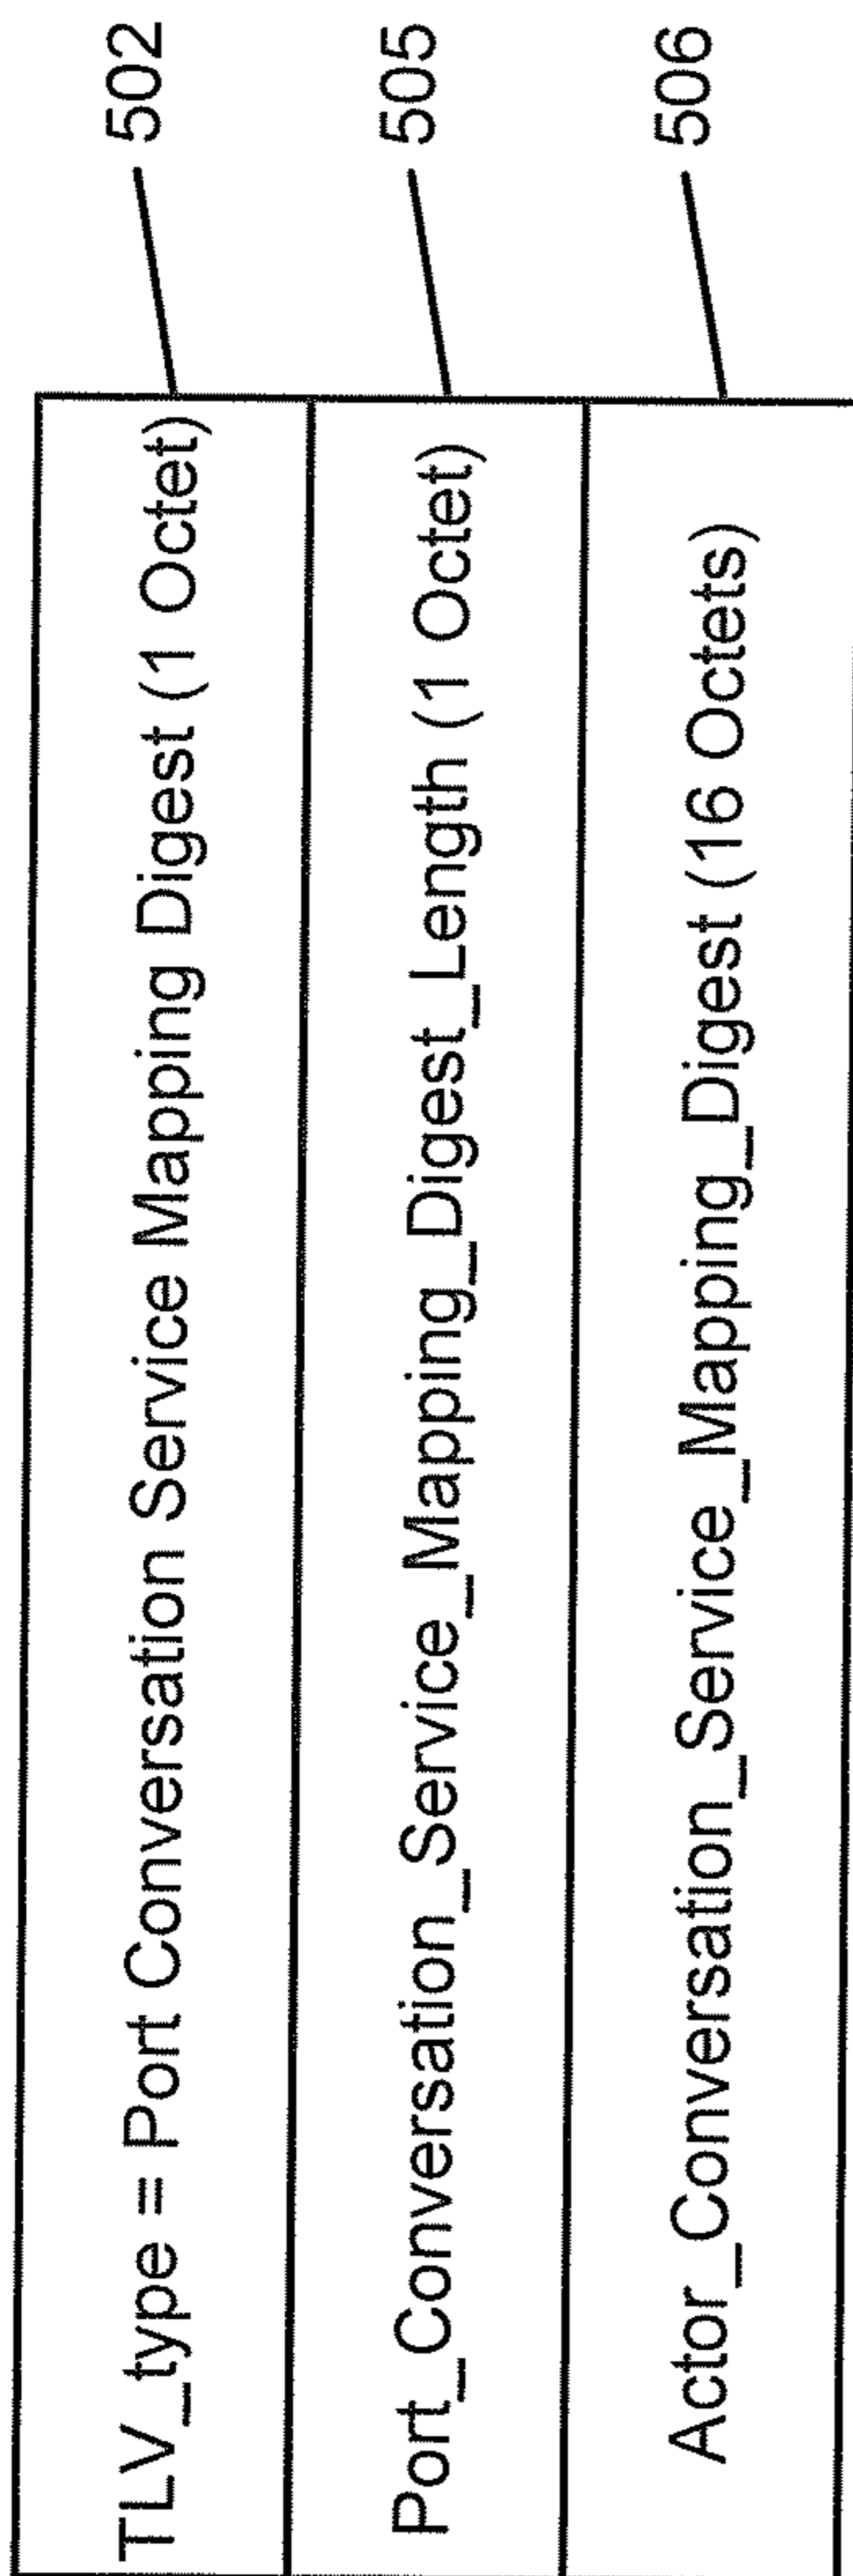 TLV_type = Port Conversation Service Mapping Digest (1 Octet)
502
Port_Conversation_Service_Mapping_Digest_Length (1 Octet)
505
Actor_Conversation_Service_Mapping_Digest (16 Octets)
506